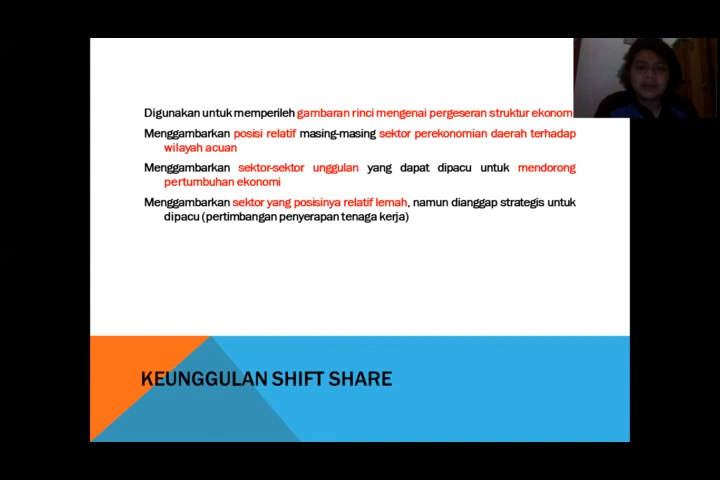 Digunakan untuk memperileh gambaran rinci mengenai pergeseran struktur ekonom
Menggambarkan posisi relatif masing-masing sektor perekonomian daerah terhadap
wilayah acuan
Menggambarkan sektor-sektor unggulan yang dapat dipacu untuk mendorong
pertumbuhan ekonomi
Menggambarkan sektor yang posisinya relatif lemah, namun dianggap strategis untuk
dipacu (pertimbangan penyerapan tenaga kerja)
KEUNGGULAN SHIFT SHARE